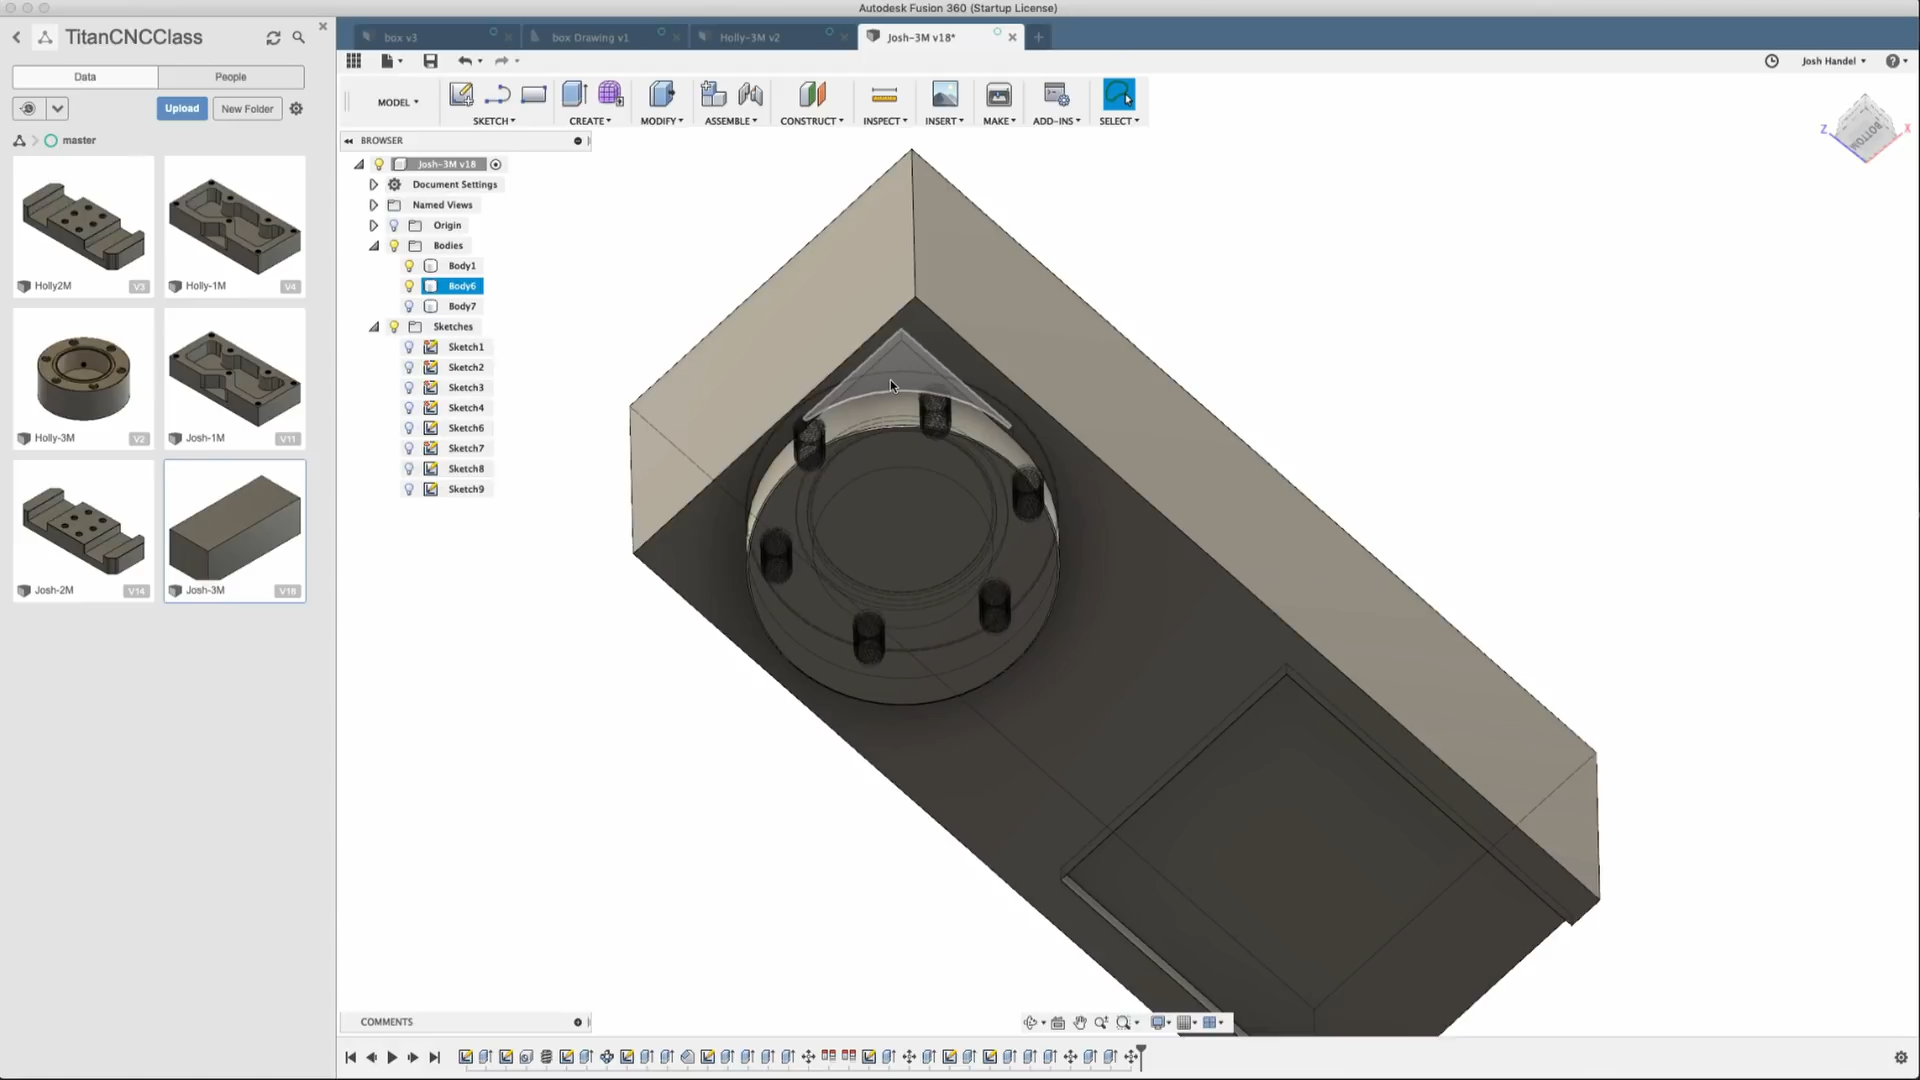 Autodesk Fusion 360 (Startup License)
TitanCNCClass
Data
People
Upload
New Folder
master
Holly2M
V3
Holly-1M
V4
Holly-3M
V2
Josh-1M
V11
Josh-2M
V14
Josh-3M
V18
box v3
box Drawing v1
Holly-3M v2
Josh-3M v18*
Josh Handel
MODEL
SKETCH
CREATE
MODIFY
ASSEMBLE
CONSTRUCT
INSPECT
INSERT
MAKE
ADD-INS
SELECT
BROWSER
Josh-3M v18
Document Settings
Named Views
Origin
Bodies
Body1
Body6
Body7
Sketches
Sketch1
Sketch2
Sketch3
Sketch4
Sketch6
Sketch7
Sketch8
Sketch9
Z
X
BOTTOM
COMMENTS